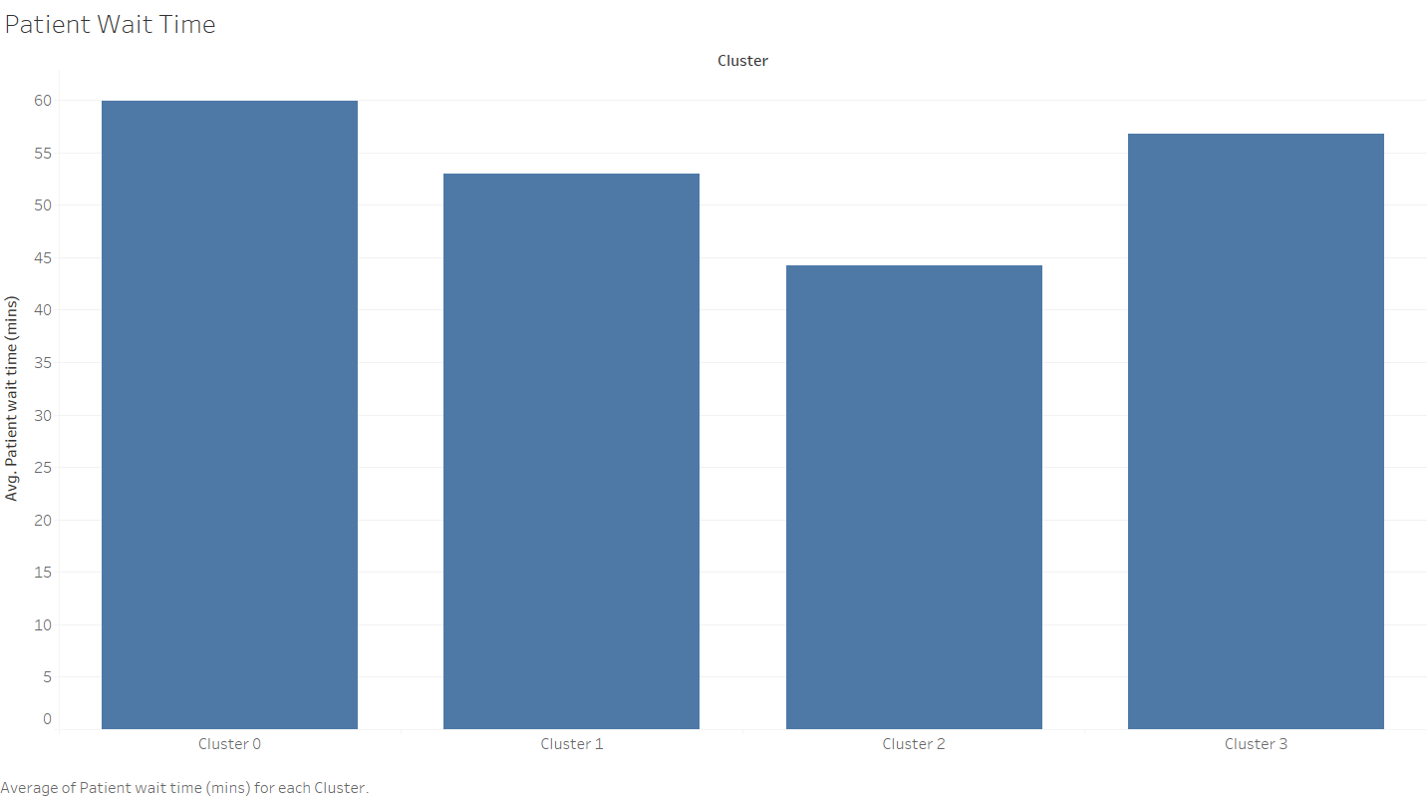 Patient Wait Time
Cluster
60
55
50
45
40
35
30
25
20
15
10
5
0
Avg. Patient wait time (mins)
Cluster 0
Cluster 1
Cluster 2
Cluster 3
Average of Patient wait time (mins) for each Cluster.